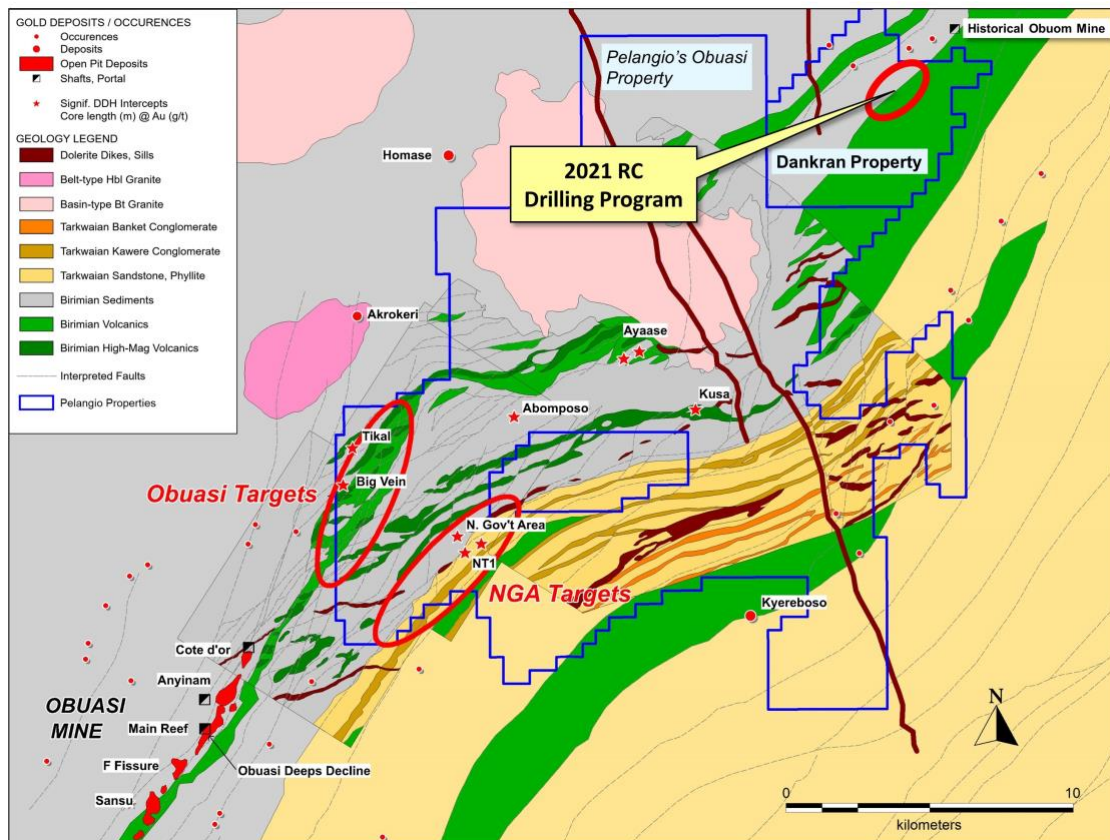 GOLD DEPOSITS / OCCURENCES
Occurences
Deposits
Open Pit Deposits
Shafts, Portal
Signif. DDH Intercepts
Core length (m) @ Au (g/t)
GEOLOGY LEGEND
Dolerite Dikes, Sills
Belt-type Hbl Granite
Basin-type Bt Granite
Tarkwaian Banket Conglomerate
Tarkwaian Kawere Conglomerate
Tarkwaian Sandstone, Phyllite
Birimian Sediments
Birimian Volcanics
Birimian High-Mag Volcanics
Interpreted Faults
Pelangio Properties
Historical Obuom Mine
Pelangio's Obuasi
Property
Homase
2021 RC
Drilling Program
Dankran Property
Akrokeri
Ayaase
Kusa
Abomposo
Tikal
Big Vein
Obuasi Targets
N. Gov't Area
NT1
NGA Targets
Kyereboso
Cote d'or
Anyinam
OBUASI
MINE
Main Reef
F Fissure
Obuasi Deeps Decline
Sansu
N
0
10
kilometers